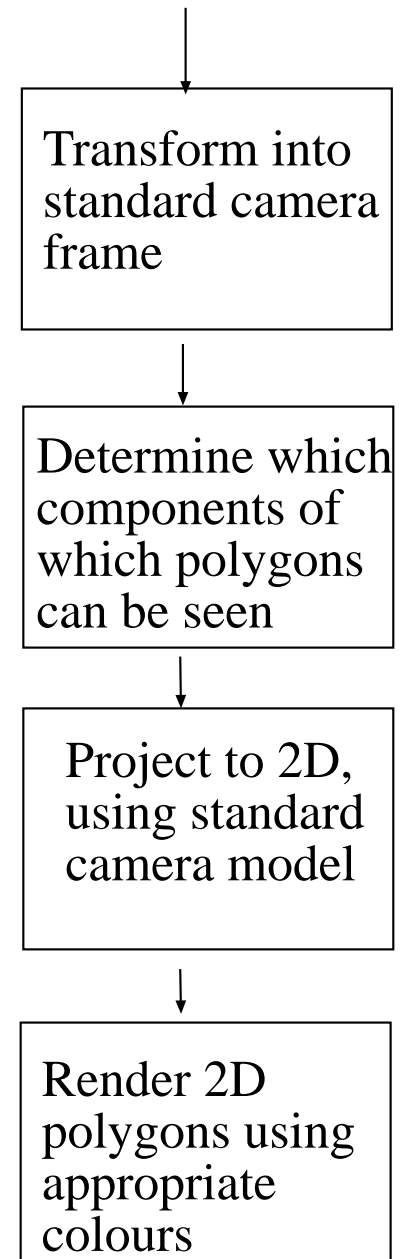 Transform into
standard camera
frame
Determine which
components of
which polygons
can be seen
Project to 2D,
using standard
camera model
Render 2D
polygons using
appropriate
colours